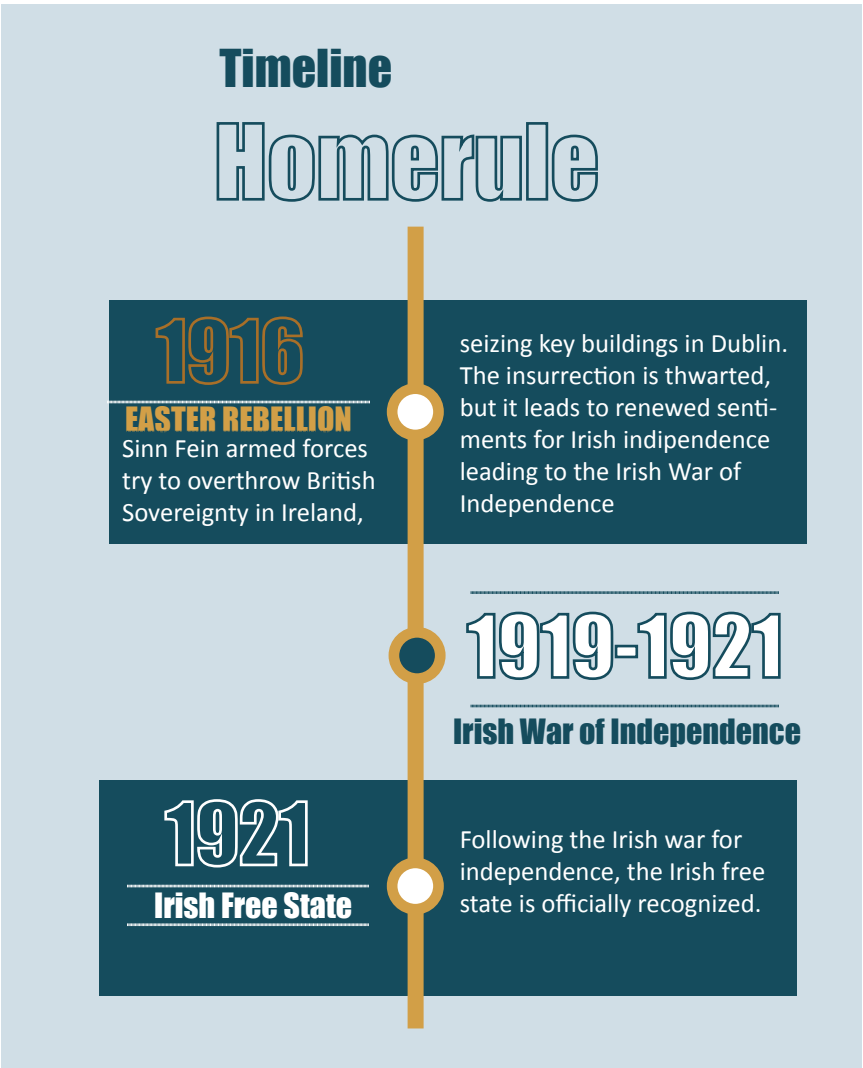 Timeline
Homerule
1916
EASTER REBELLION
Sinn Fein armed forces
try to overthrow British
Sovereignty in Ireland,
seizing key buildings in Dublin.
The insurrection is thwarted,
but it leads to renewed senti-
ments for Irish indipendence
leading to the Irish War of
Independence
1919-1921
Irish War of Independence
1921
Irish Free State
Following the Irish war for
independence, the Irish free
state is officially recognized.